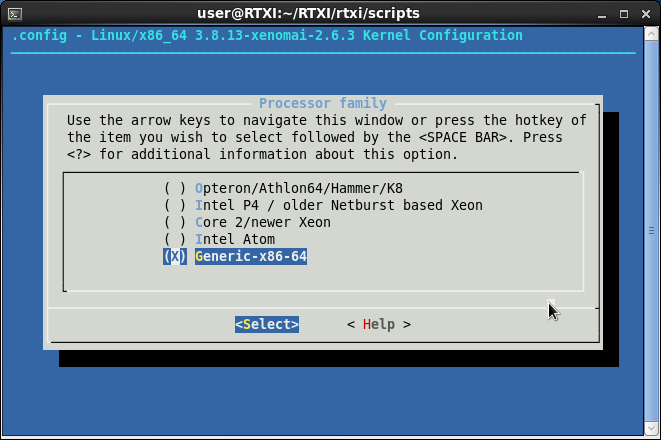 user@RTXI:~/RTXI/rtxi/scripts
.config - Linux/x86_64 3.8.13-xenomai-2.6.3 Kernel Configuration
Processor family
Use the arrow keys to navigate this window or press the hotkey of
the item you wish to select followed by the <SPACE BAR>. Press
<?> for additional information about this option.
( ) Opteron/Athlon64/Hammer/K8
( ) Intel P4 / older Netburst based Xeon
( ) Core 2/newer Xeon
( ) Intel Atom
(X) Generic-x86-64
<Select> < Help >